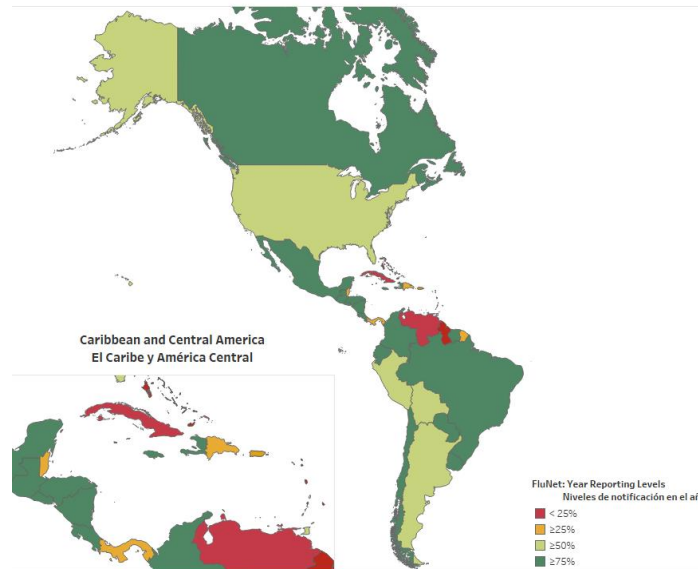 Caribbean and Central America
El Caribe y América Central
FluNet: Year Reporting Levels
Niveles de notificación en el
< 25%
≥25%
≥50%
≥75%